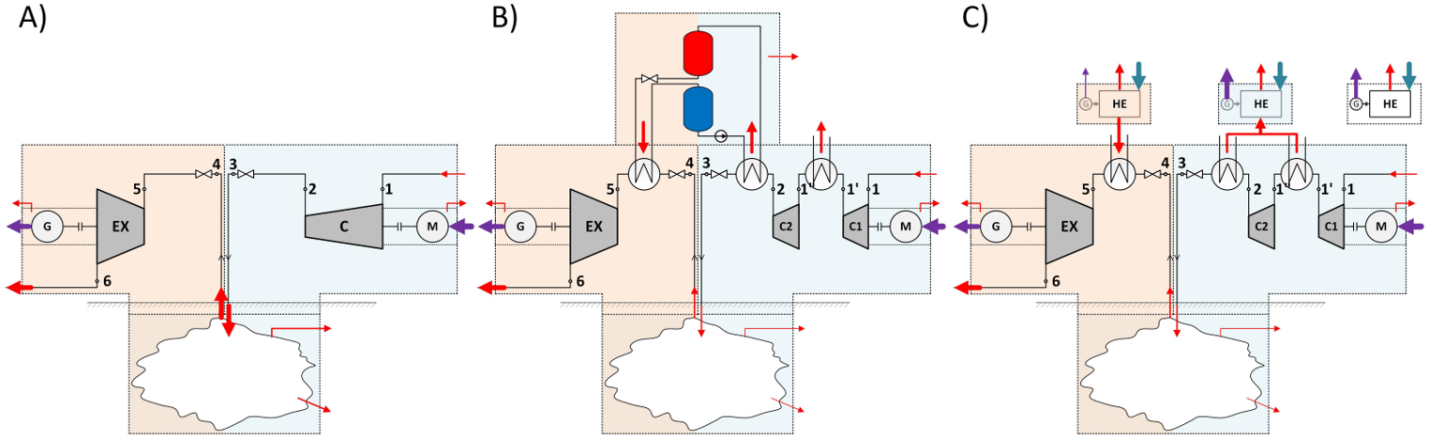 A)
B)
C)
G HE
G HE
G HE
4 3
5 2 1
G EX C M
6
4 3
5 2 1' 1' 1
G EX C2 C1 M
6
4 3
5 2 1' 1' 1
G EX C2 C1 M
6